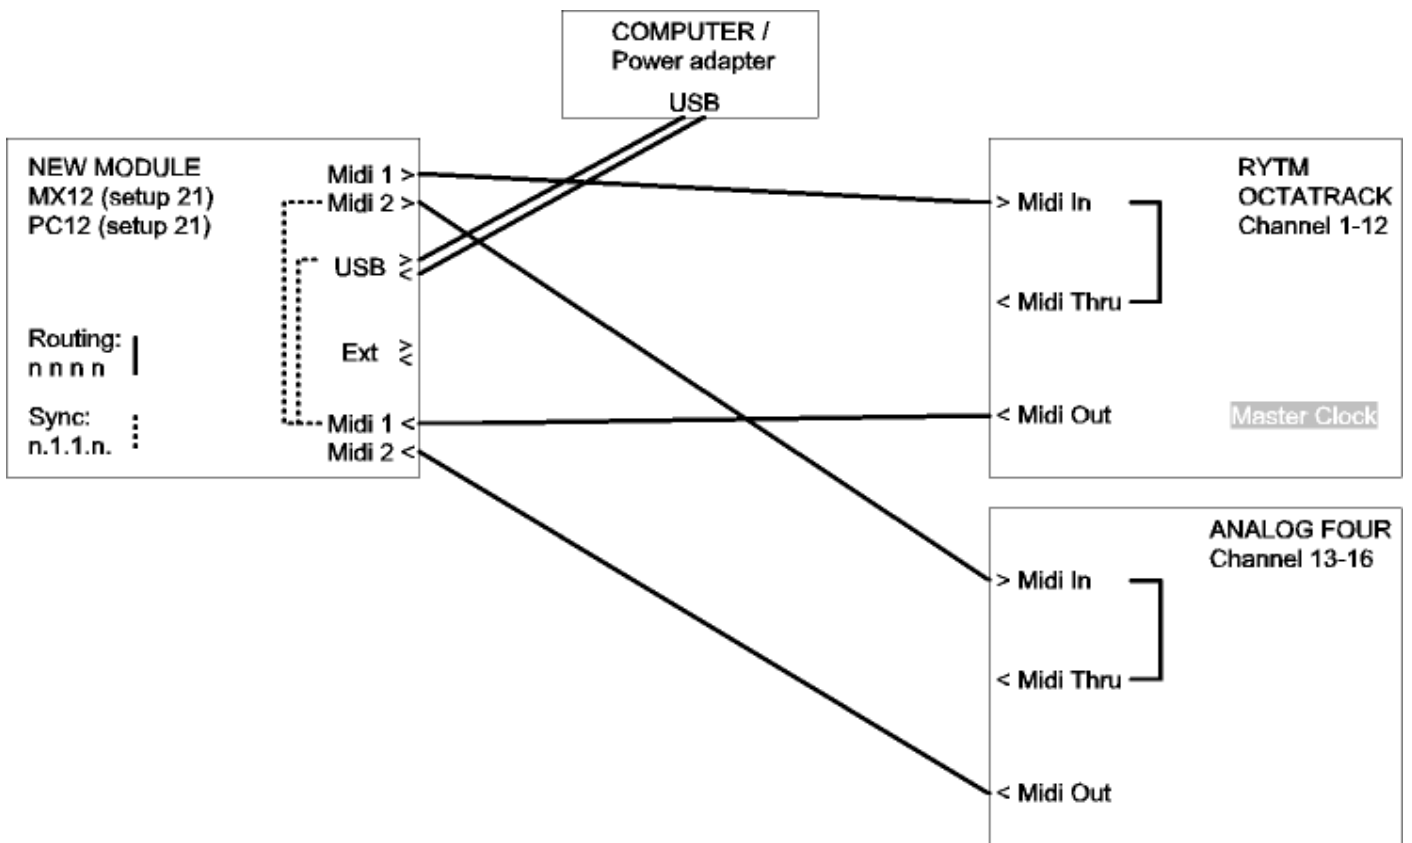 COMPUTER /
Power adapter
USB
NEW MODULE
MX12 (setup 21)
PC12 (setup 21)
Midi 1 >
Midi 2 >
USB >
<
Ext >
<
Routing:
n n n n
Sync:
n.1.1.n.
Midi 1 <
Midi 2 <
RYTM
OCTATRACK
Channel 1-12
> Midi In
< Midi Thru
< Midi Out
Master Clock
ANALOG FOUR
Channel 13-16
> Midi In
< Midi Thru
< Midi Out